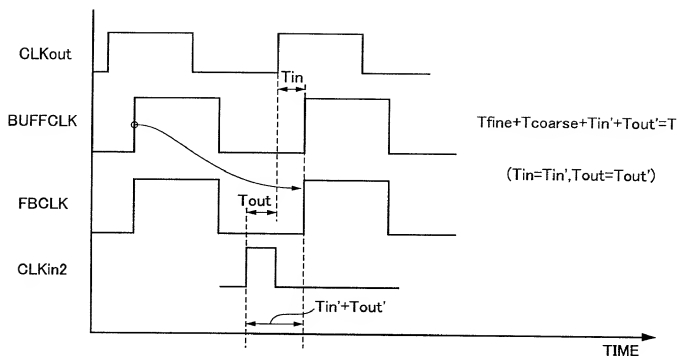 CLKout
Tin
BUFFCLK
Tfine+Tcoarse+Tin'+Tout'=T
(Tin=Tin',Tout=Tout')
FBCLK
Tout
CLKin2
Tin'+Tout'
TIME